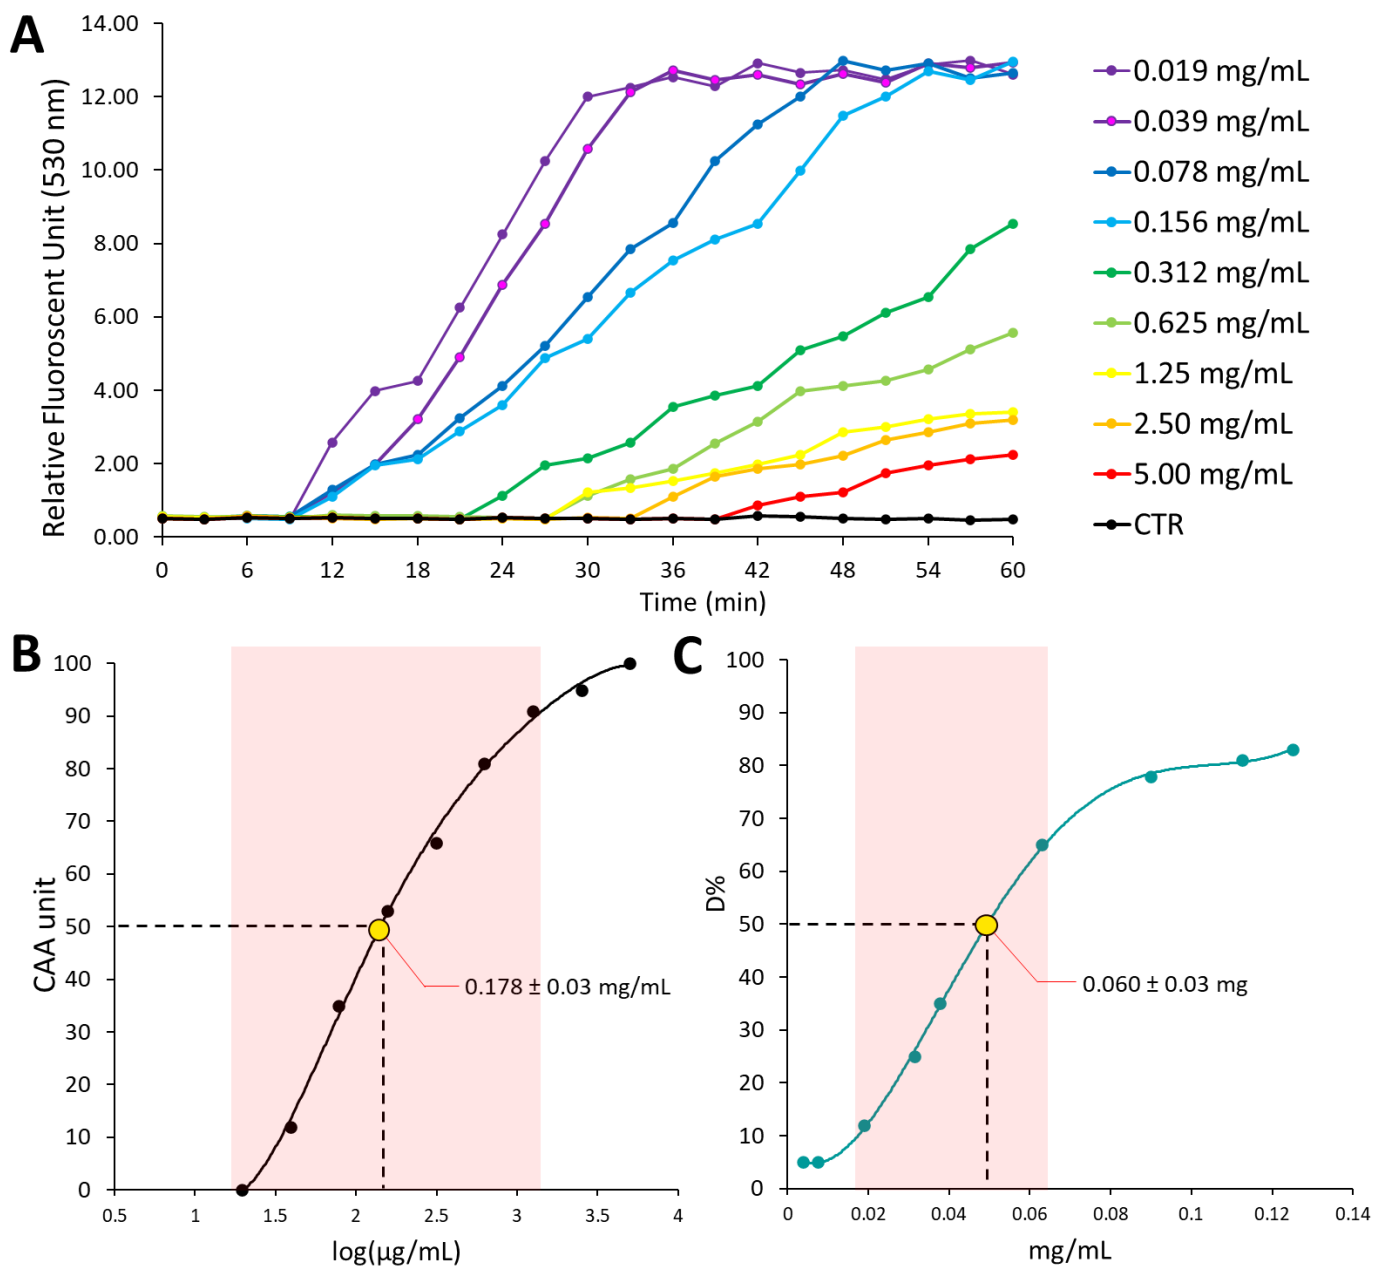 A
Relative Fluoroscent Unit (530 nm)
14.00
12.00
10.00
8.00
6.00
4.00
2.00
0.00
0 6 12 18 24 30 36 42 48 54 60
Time (min)
0.019 mg/mL
0.039 mg/mL
0.078 mg/mL
0.156 mg/mL
0.312 mg/mL
0.625 mg/mL
1.25 mg/mL
2.50 mg/mL
5.00 mg/mL
CTR
B
CAA unit
100
90
80
70
60
50
40
30
20
10
0
0.178 ± 0.03 mg/mL
0.5 1 1.5 2 2.5 3 3.5 4
log(µg/mL)
C
D%
100
90
80
70
60
50
40
30
20
10
0
0.060 ± 0.03 mg
0 0.02 0.04 0.06 0.08 0.1 0.12 0.14
mg/mL